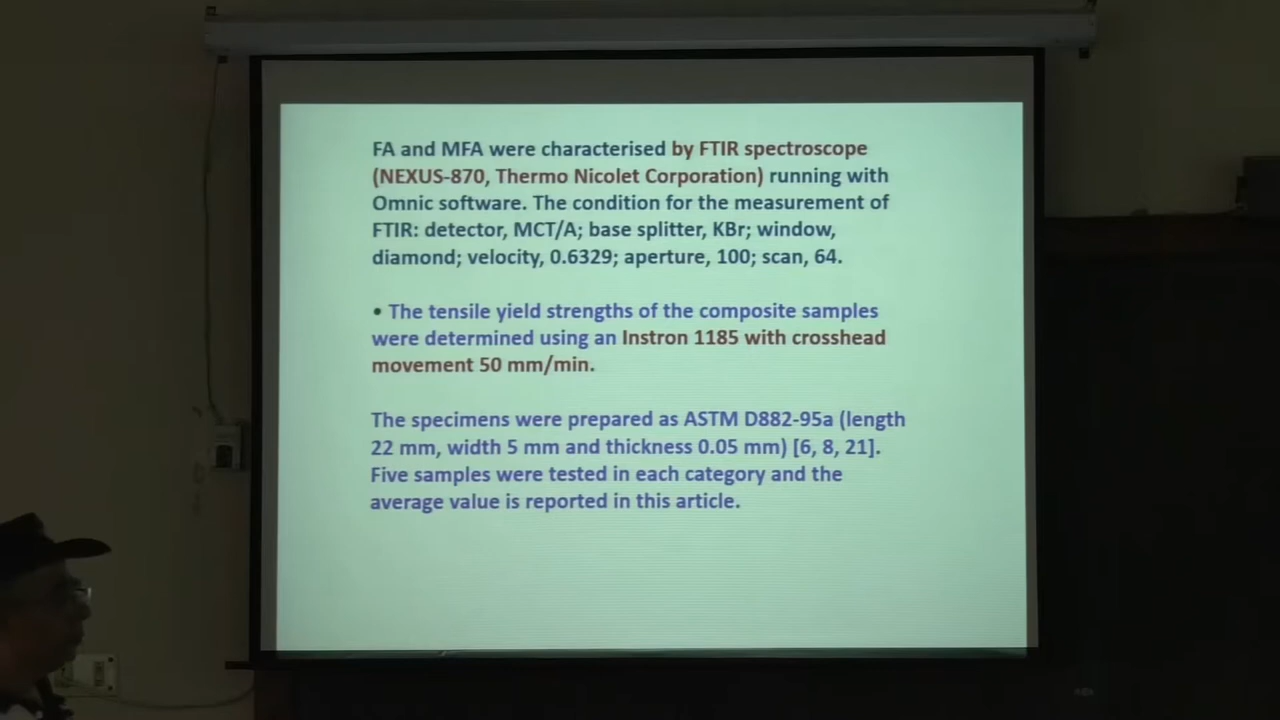 FA and MFA were characterised by FTIR spectroscope
(NEXUS-870, Thermo Nicolet Corporation) running with
Omnic software. The condition for the measurement of
FTIR: detector, MCT/A; base splitter, KBr; window,
diamond; velocity, 0.6329; aperture, 100; scan, 64.
• The tensile yield strengths of the composite samples
were determined using an Instron 1185 with crosshead
movement 50 mm/min.
The specimens were prepared as ASTM D882-95a (length
22 mm, width 5 mm and thickness 0.05 mm) [6, 8, 21].
Five samples were tested in each category and the
average value is reported in this article.